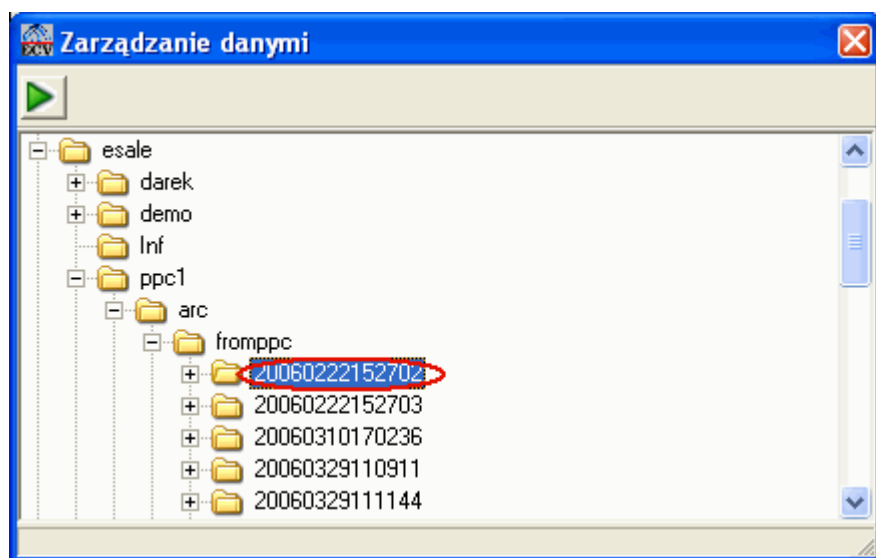 Zarządzanie danymi
esale
darek
demo
Inf
ppc1
arc
fromppc
20060222152702
20060222152703
20060310170236
20060329110911
20060329111144